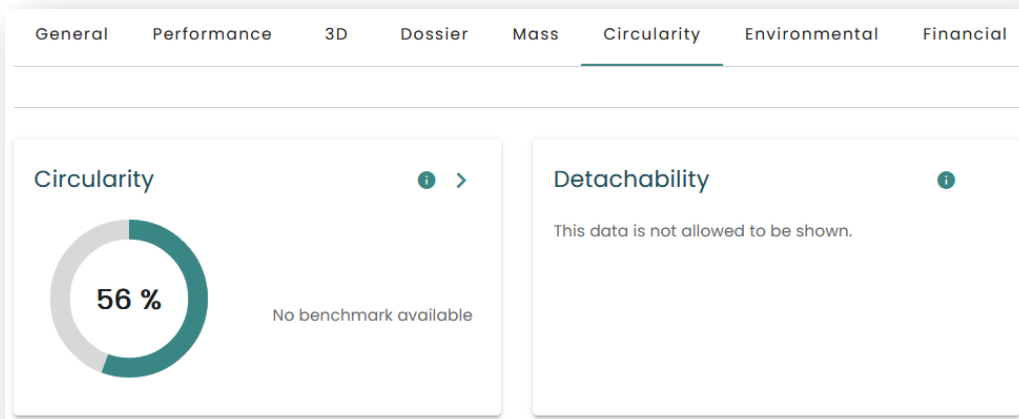 General Performance 3D Dossier Mass Circularity Environmental Financial
Circularity
56 %
No benchmark available
Detachability
This data is not allowed to be shown.